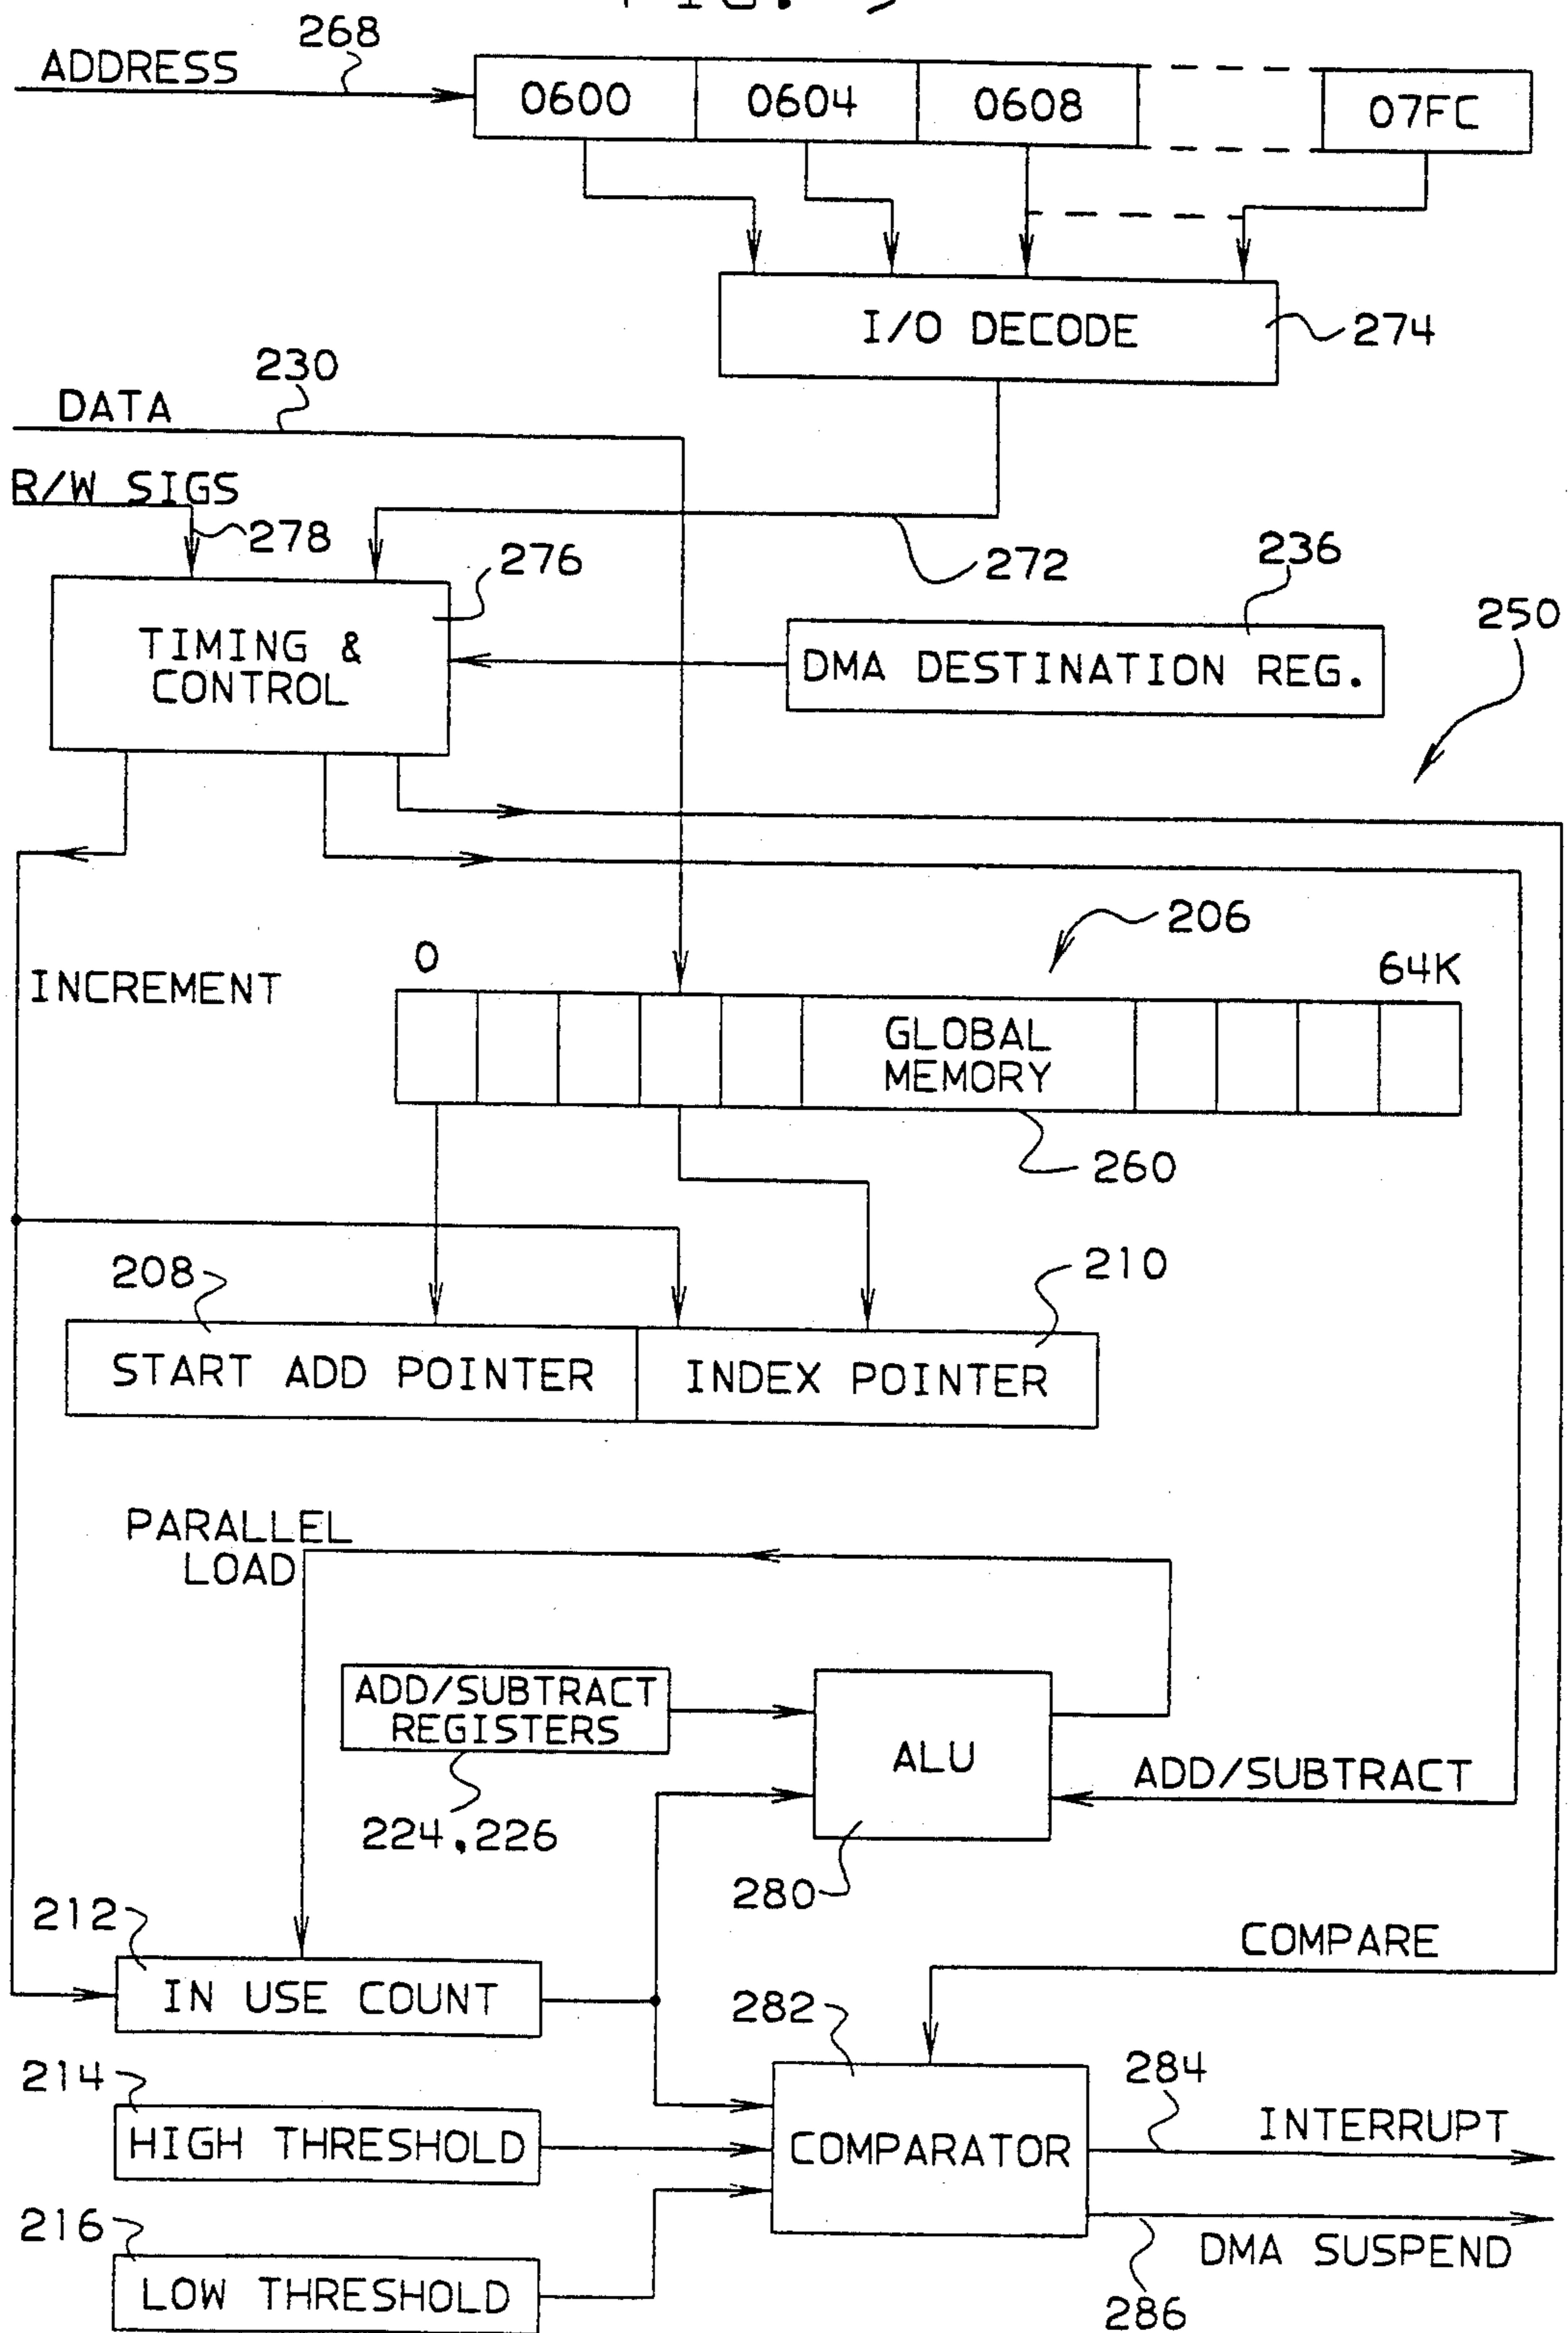 268
ADDRESS
0600 0604 0608 07FC
I/O DECODE
274
230
DATA
R/W SIGS
278
272
276
236
250
TIMING &
CONTROL
DMA DESTINATION REG.
206
0
64K
INCREMENT
GLOBAL
MEMORY
260
208
210
START ADD POINTER
INDEX POINTER
PARALLEL
LOAD
ADD/SUBTRACT
REGISTERS
ALU
ADD/SUBTRACT
224,226
280
212
COMPARE
IN USE COUNT
282
214
284
INTERRUPT
HIGH THRESHOLD
COMPARATOR
216
DMA SUSPEND
LOW THRESHOLD
286